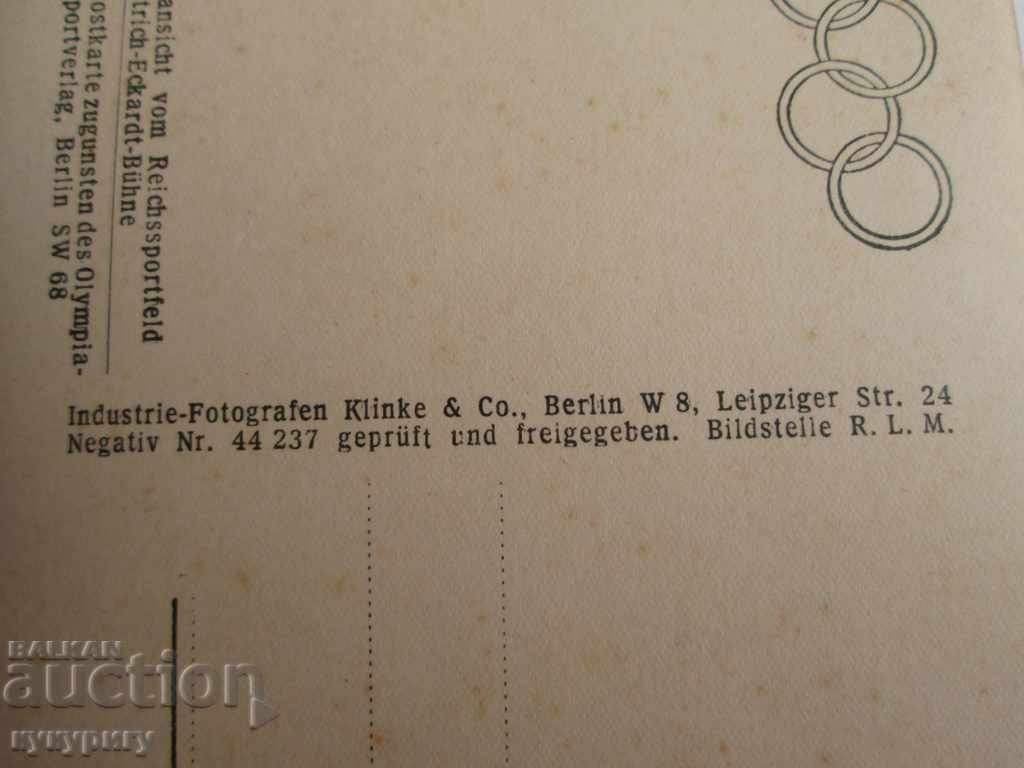 ansicht vom Reichssportfeld
trich-Eckardt-Bühne
ostkarte zugunsten des Olympia-
portverlag, Berlin SW 68
Industrie-Fotografen Klinke & Co., Berlin W 8, Leipziger Str. 24
Negativ Nr. 44 237 geprüft und freigegeben. Bildstelle R. L. M.
BALKAN
auction
пукуригу